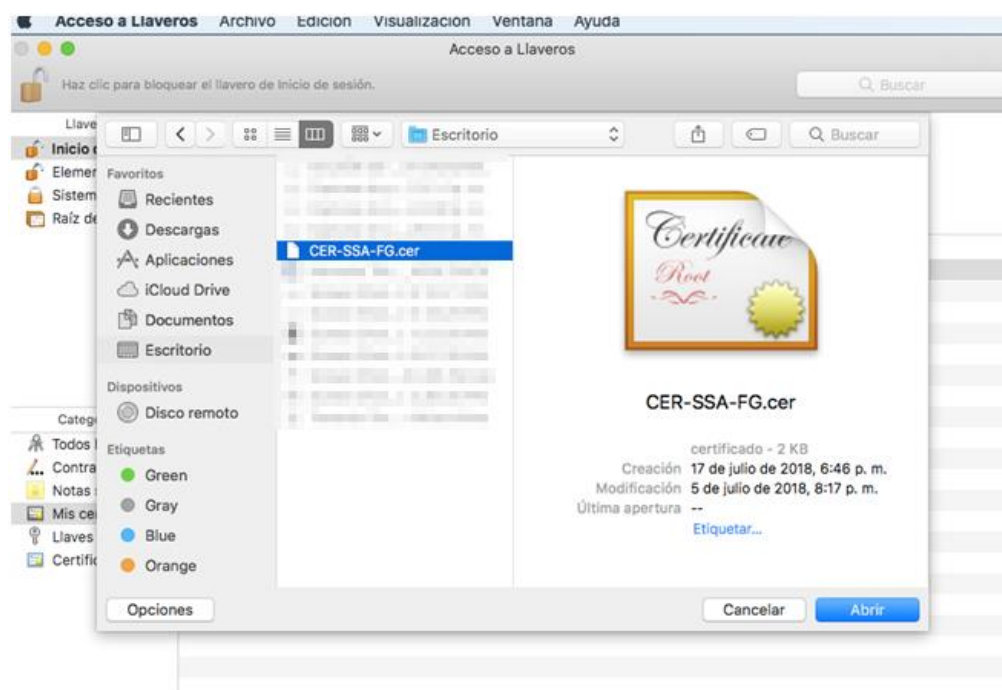 Acceso a Llaveros Archivo Edición Visualización Ventana Ayuda
Acceso a Llaveros
Haz clic para bloquear el llavero de Inicio de sesión.
Buscar
Llave
Escritorio
Buscar
Inicio
Elemen
Sistem
Raíz de
Favoritos
Recientes
Descargas
Aplicaciones
iCloud Drive
Documentos
Escritorio
Dispositivos
Disco remoto
Etiquetas
Green
Gray
Blue
Orange
CER-SSA-FG.cer
Certificate
Root
CER-SSA-FG.cer
certificado - 2 KB
Creación 17 de julio de 2018, 6:46 p. m.
Modificación 5 de julio de 2018, 8:17 p. m.
Última apertura --
Etiquetar...
Catego
Todos
Contra
Notas
Mis ce
Llaves
Certific
Opciones
Cancelar
Abrir